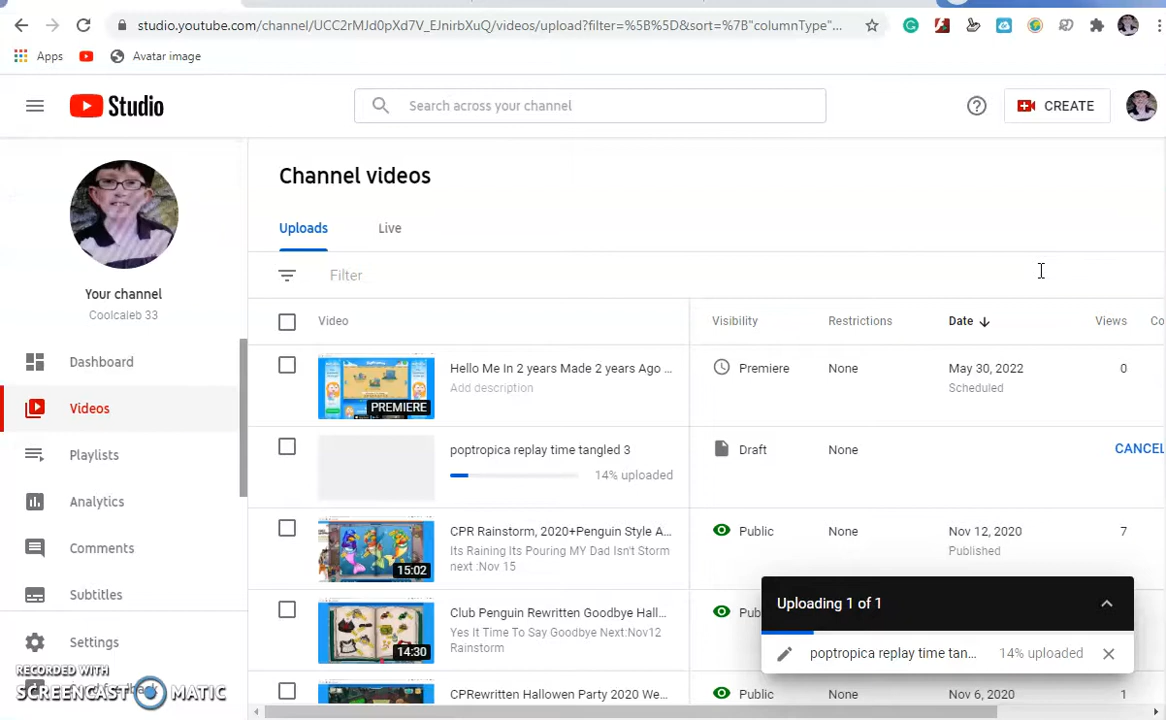 studio.youtube.com/channel/UCC2rMJd0pXd7V_EJnirbXuQ/videos/upload?filter=%5B%5D&sort=%7B"columnType"...
Apps
Avatar image
Studio
Search across your channel
CREATE
Channel videos
Uploads
Live
Filter
Your channel
Coolcaleb 33
Video
Visibility
Restrictions
Date
Views
Co
Dashboard
Hello Me In 2 years Made 2 years Ago ...
Add description
PREMIERE
Premiere
None
May 30, 2022
Scheduled
0
Videos
poptropica replay time tangled 3
14% uploaded
Draft
None
CANCEL
Playlists
Analytics
CPR Rainstorm, 2020+Penguin Style A...
Its Raining Its Pouring MY Dad Isn't Storm
next :Nov 15
15:02
Public
None
Nov 12, 2020
Published
7
Comments
Subtitles
Club Penguin Rewritten Goodbye Hall...
Yes It Time To Say Goodbye Next:Nov12
Rainstorm
14:30
Pub
Uploading 1 of 1
poptropica replay time tan...
14% uploaded
Settings
CPRewritten Hallowen Party 2020 We...
Public
None
Nov 6, 2020
1
RECORDED WITH
SCREENCAST MATIC